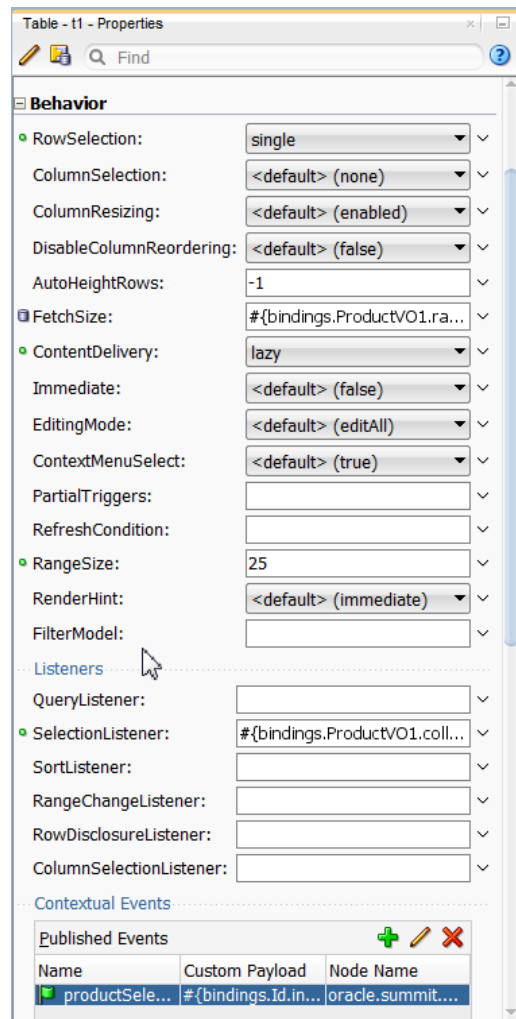 Table - t1 - Properties
Find
Behavior
RowSelection: single
ColumnSelection: <default> (none)
ColumnResizing: <default> (enabled)
DisableColumnReordering: <default> (false)
AutoHeightRows: -1
FetchSize: #{bindings.ProductVO1.ra...
ContentDelivery: lazy
Immediate: <default> (false)
EditingMode: <default> (editAll)
ContextMenuSelect: <default> (true)
PartialTriggers:
RefreshCondition:
RangeSize: 25
RenderHint: <default> (immediate)
FilterModel:
Listeners
QueryListener:
SelectionListener: #{bindings.ProductVO1.coll...
SortListener:
RangeChangeListener:
RowDisclosureListener:
ColumnSelectionListener:
Contextual Events
Published Events
Name Custom Payload Node Name
productSele... #{bindings.Id.in... oracle.summit....